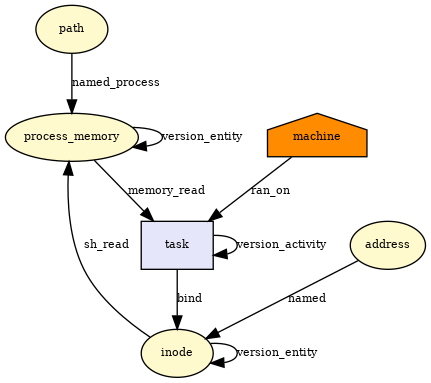 path
named_process
process_memory
version_entity
machine
memory_read
ran_on
sh_read
task
version_activity
address
bind
named
inode
version_entity